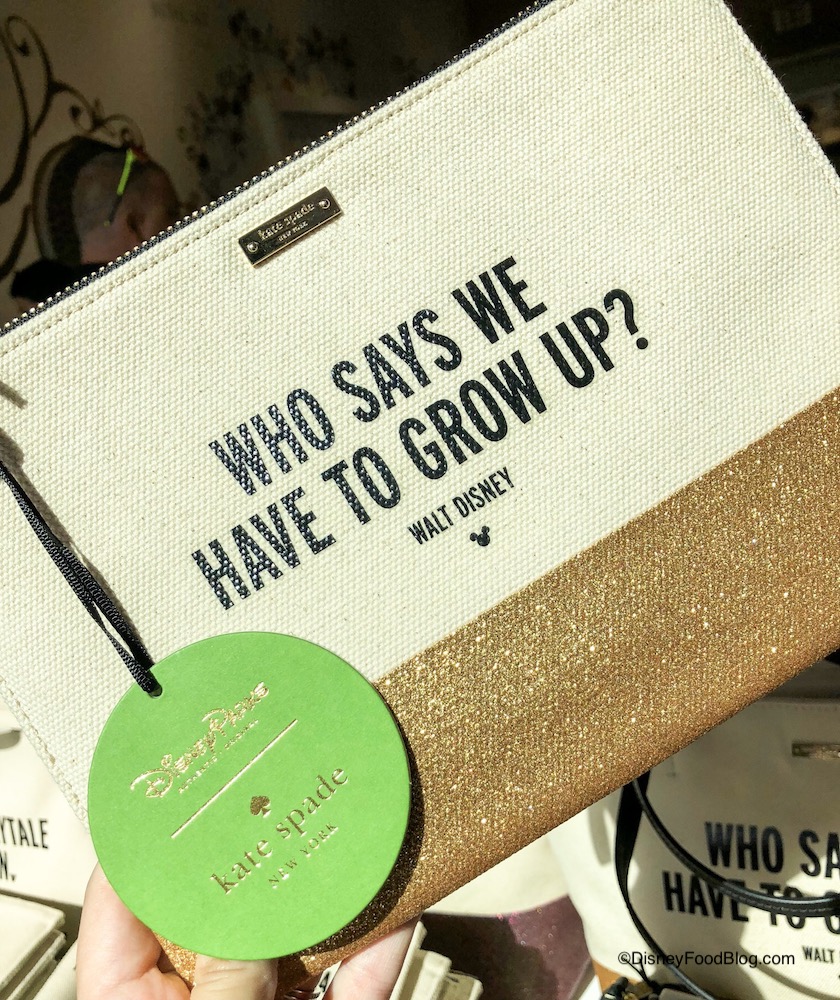 kate spade
NEW YORK
WHO SAYS WE
HAVE TO GROW UP?
WALT DISNEY
Disney Parks
kate spade
NEW YORK
YTALE
N.
WHO SA
HAVE TO G
WALT
©DisneyFoodBlog.com